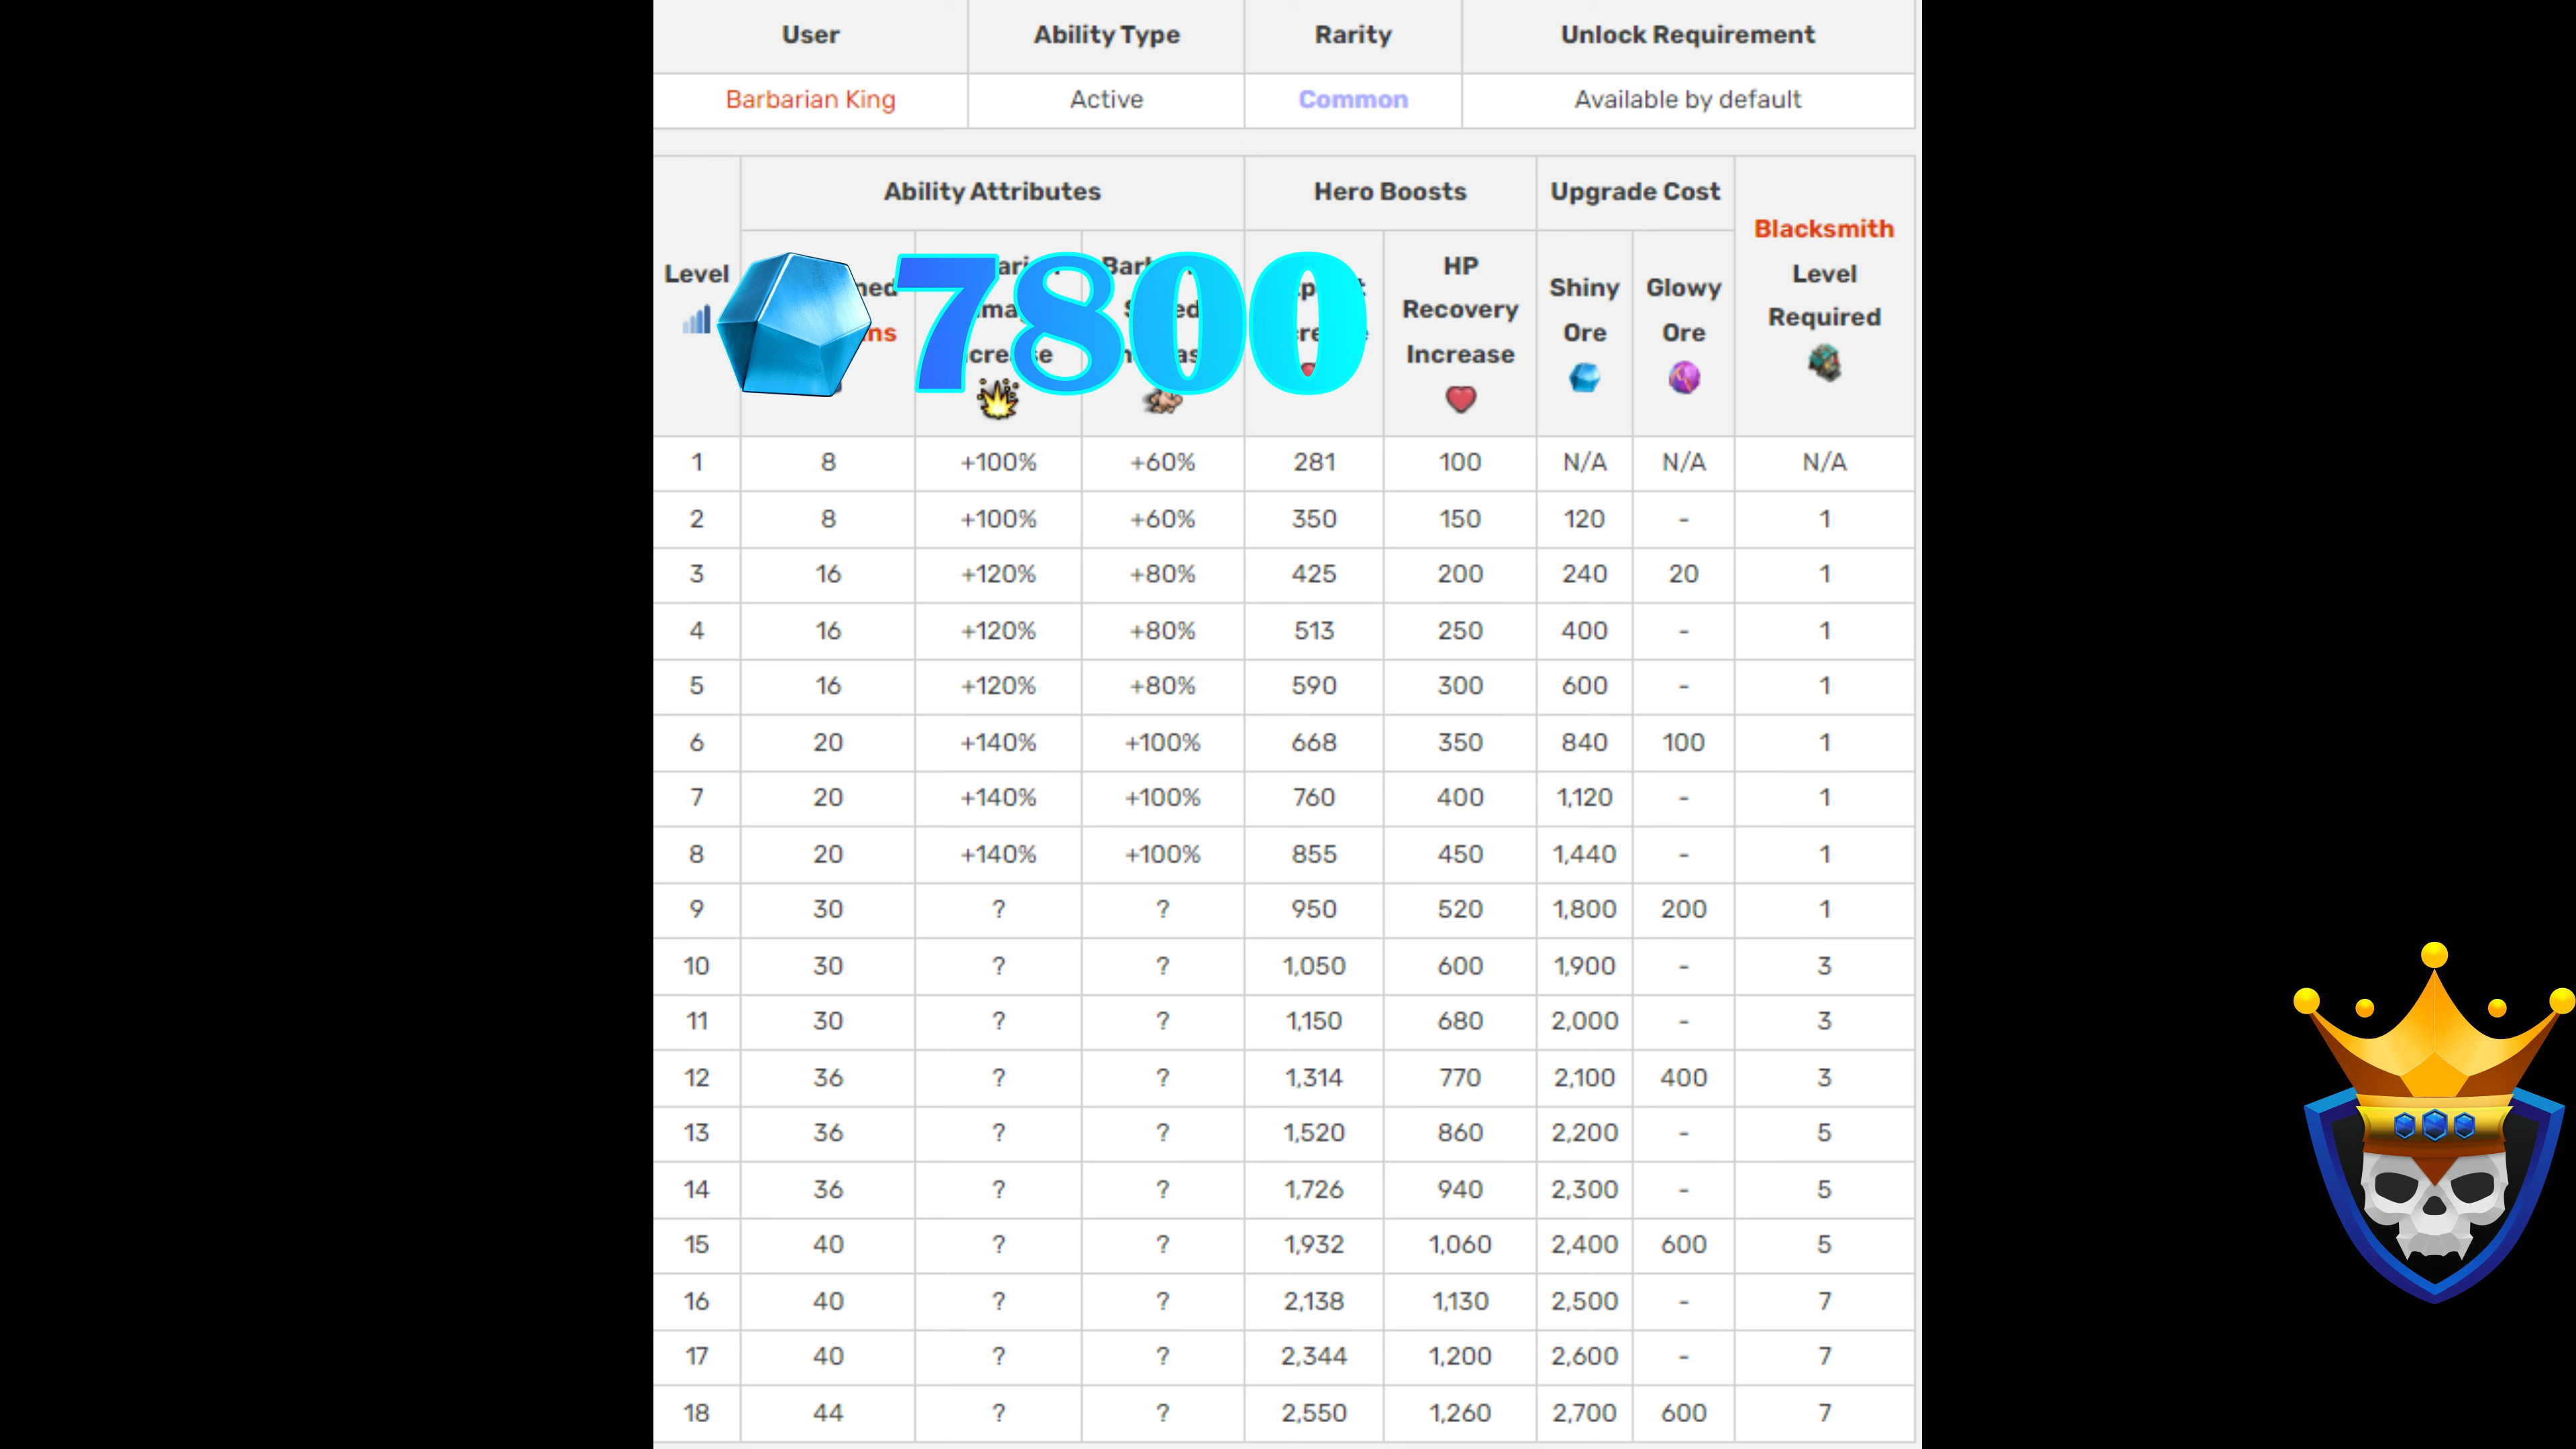 User Ability Type Rarity Unlock Requirement
Barbarian King Active Common Available by default
Ability Attributes Hero Boosts Upgrade Cost
Blacksmith
Level
Required
Level
7800
HP
Recovery
Increase
Shiny
Ore
Glowy
Ore
1 8 +100% +60% 281 100 N/A N/A N/A
2 8 +100% +60% 350 150 120 - 1
3 16 +120% +80% 425 200 240 20 1
4 16 +120% +80% 513 250 400 - 1
5 16 +120% +80% 590 300 600 - 1
6 20 +140% +100% 668 350 840 100 1
7 20 +140% +100% 760 400 1,120 - 1
8 20 +140% +100% 855 450 1,440 - 1
9 30 ? ? 950 520 1,800 200 1
10 30 ? ? 1,050 600 1,900 - 3
11 30 ? ? 1,150 680 2,000 - 3
12 36 ? ? 1,314 770 2,100 400 3
13 36 ? ? 1,520 860 2,200 - 5
14 36 ? ? 1,726 940 2,300 - 5
15 40 ? ? 1,932 1,060 2,400 600 5
16 40 ? ? 2,138 1,130 2,500 - 7
17 40 ? ? 2,344 1,200 2,600 - 7
18 44 ? ? 2,550 1,260 2,700 600 7